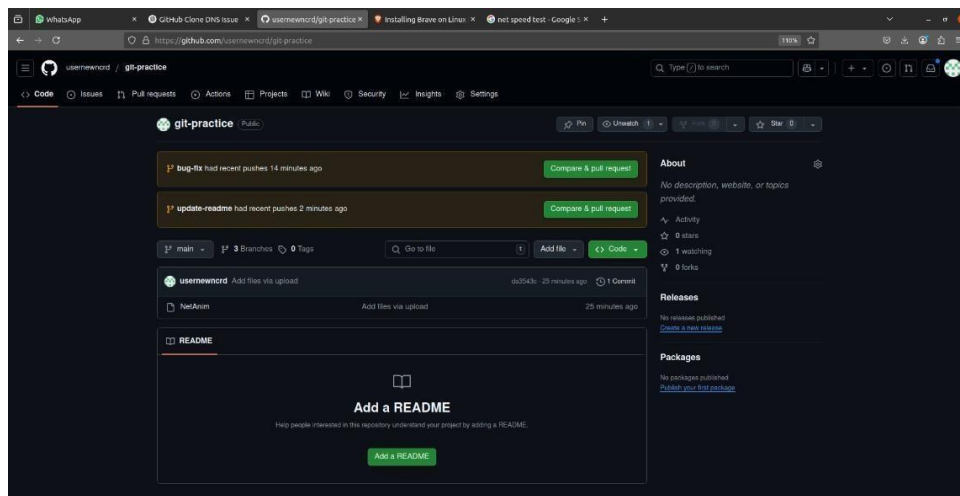 WhatsApp
GitHub Clone DNS Issue
usernewncrd/git-practice
Installing Brave on Linux
net speed test - Google S
https://github.com/usernewncrd/git-practice
110%
usernewncrd / git-practice
Type / to search
Code
Issues
Pull requests
Actions
Projects
Wiki
Security
Insights
Settings
git-practice Public
Pin
Unwatch 1
Fork 0
Star 0
bug-fix had recent pushes 14 minutes ago
Compare & pull request
update-readme had recent pushes 2 minutes ago
Compare & pull request
main
3 Branches
0 Tags
Go to file
t
Add file
Code
usernewncrd Add files via upload
25 minutes ago
1 Commit
NetAnim
Add files via upload
25 minutes ago
README
Add a README
Help people interested in this repository understand your project by adding a README.
Add a README
About
No description, website, or topics
provided.
Activity
0 stars
1 watching
0 forks
Releases
No releases published
Create a new release
Packages
No packages published
Publish your first package